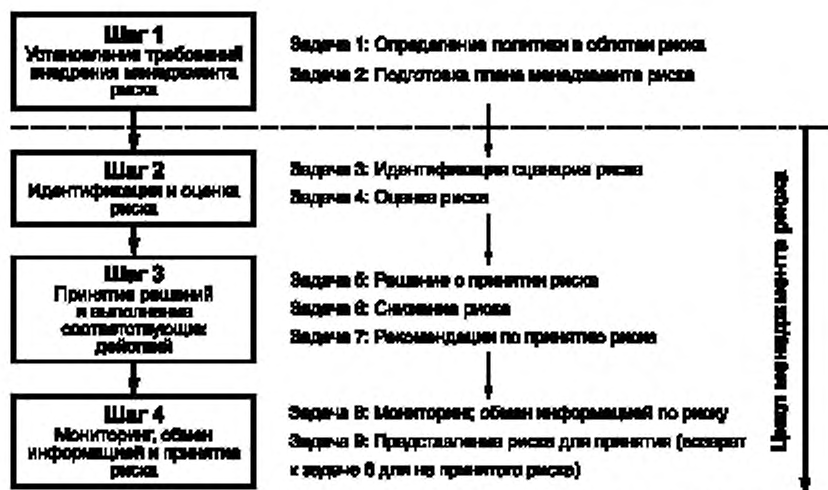 Шаг 1
Установление требований
внедрения менеджмента
риска
Задача 1: Определение политики в области риска
Задача 2: Подготовка плана менеджмента риска
Шаг 2
Идентификация и оценка
риска
Задача 3: Идентификация сценария риска
Задача 4: Оценка риска
Шаг 3
Принятие решений
и выполнение
соответствующих
действий
Задача 5: Решение о принятии риска
Задача 6: Снижение риска
Задача 7: Рекомендации по принятию риска
Шаг 4
Мониторинг, обмен
информацией и принятие
риска
Задача 8: Мониторинг, обмен информацией по риску
Задача 9: Представление риска для принятия (возврат
к задаче 6 для не принятого риска)
Цикл менеджмента риска